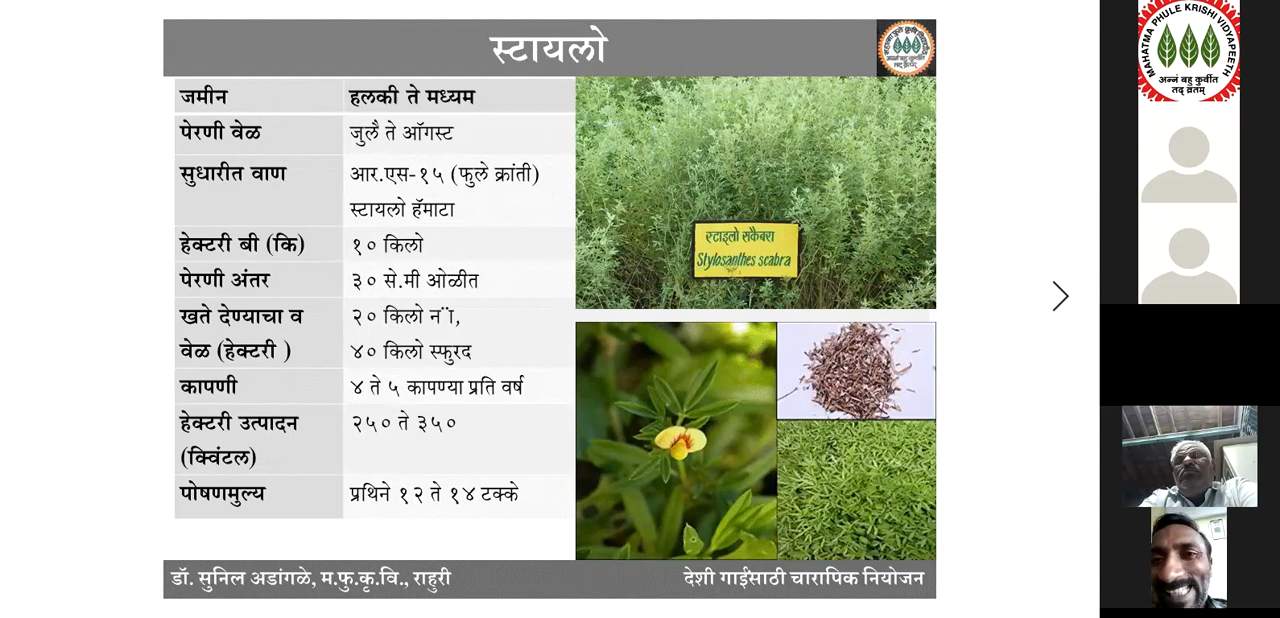 स्टायलो
जमीन हलकी ते मध्यम
पेरणी वेळ जुलै ते ऑगस्ट
सुधारीत वाण आर.एस-१५ (फुले क्रांती)
स्टायलो हॅमाटा
हेक्टरी बी (कि) १० किलो
पेरणी अंतर ३० से.मी ओळीत
खते देण्याचा व २० किलो
वेळ (हेक्टरी ) ४० किलो स्फुरद
कापणी ४ ते ५ कापण्या प्रति वर्ष
हेक्टरी उत्पादन २५० ते ३५०
(क्विंटल)
पोषणमुल्य प्रथिने १२ ते १४ टक्के
स्टाइलो स्कैबरा
Stylosanthes scabra
डॉ. सुनिल अडांगळे, म.फु.कृ.वि., राहुरी
देशी गाईंसाठी चारापिक नियोजन
MAHATMA PHULE KRISHI VIDYAPEETH
अन्नं बहु कुर्वीत
तद् व्रतम्